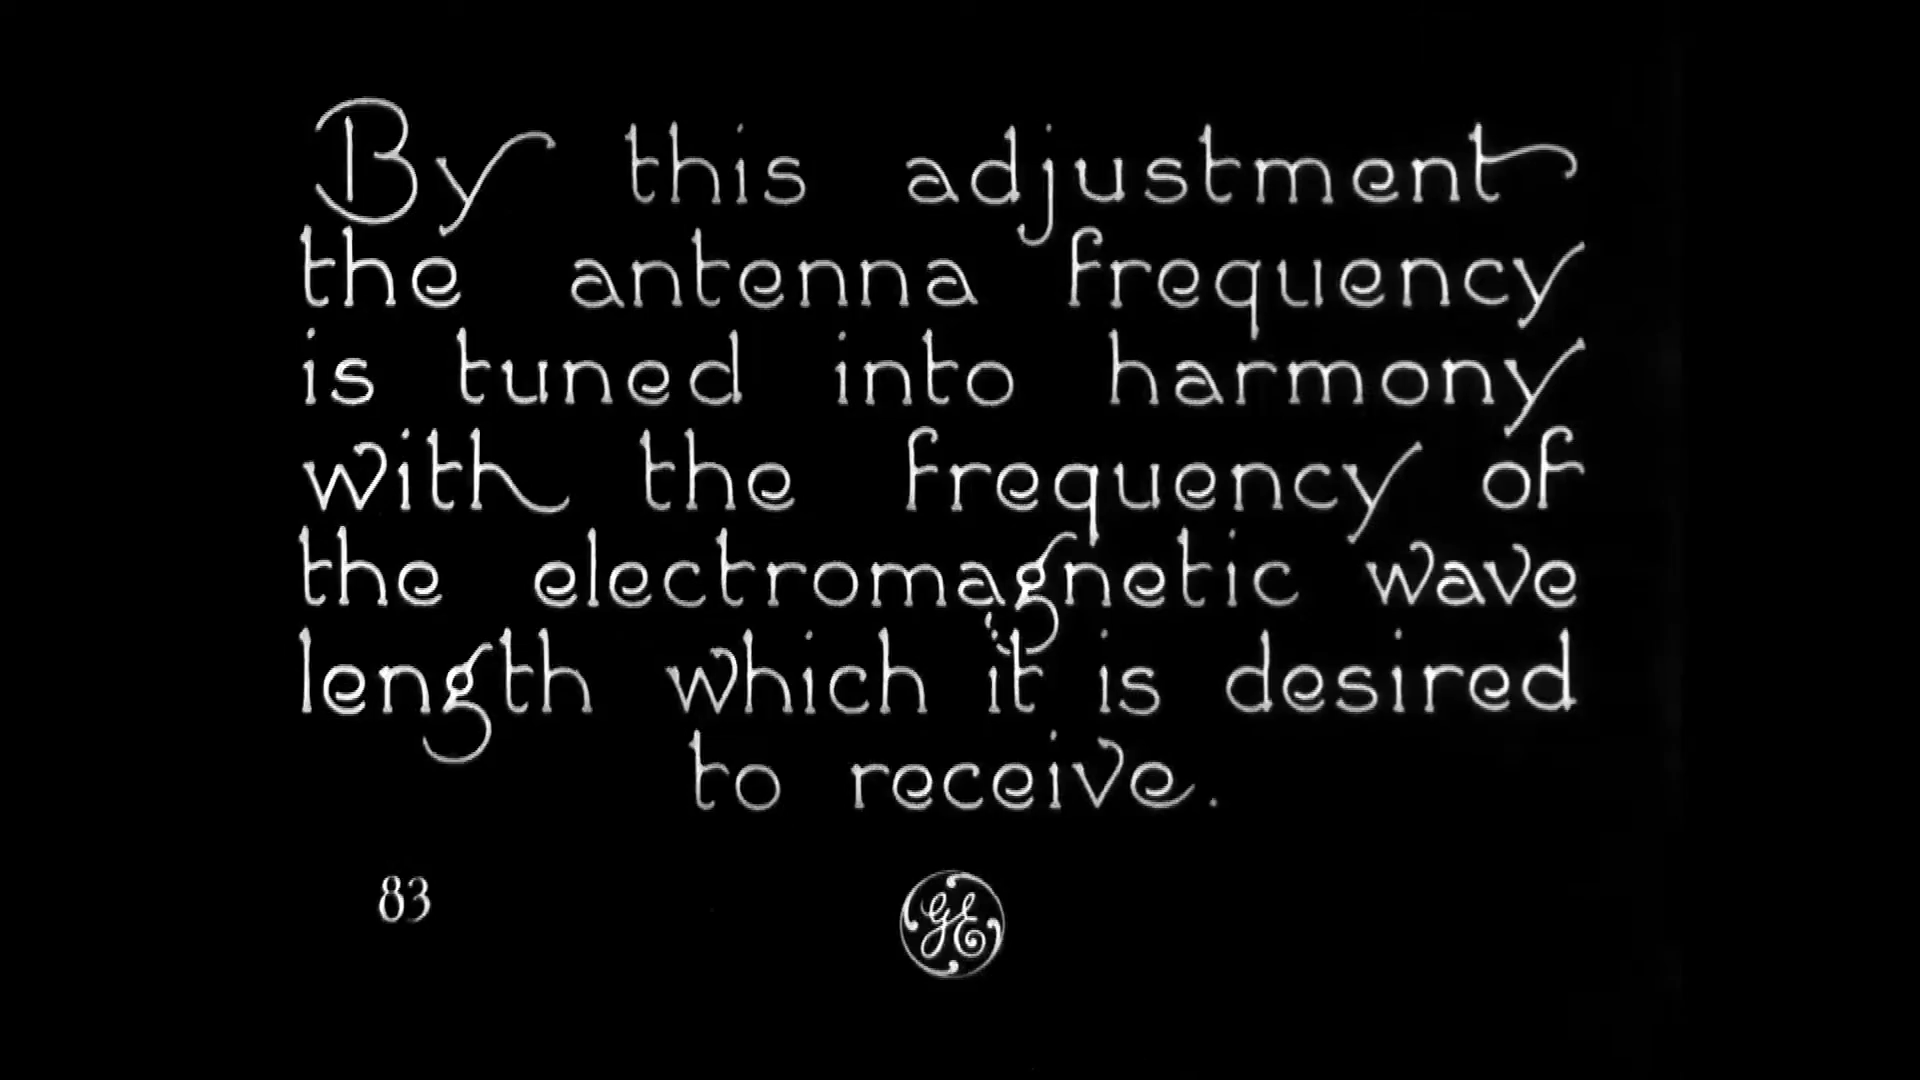 By this adjustment
the antenna frequency
is tuned into harmony
with the frequency of
the electromagnetic wave
length which it is desired
to receive.
83
GE